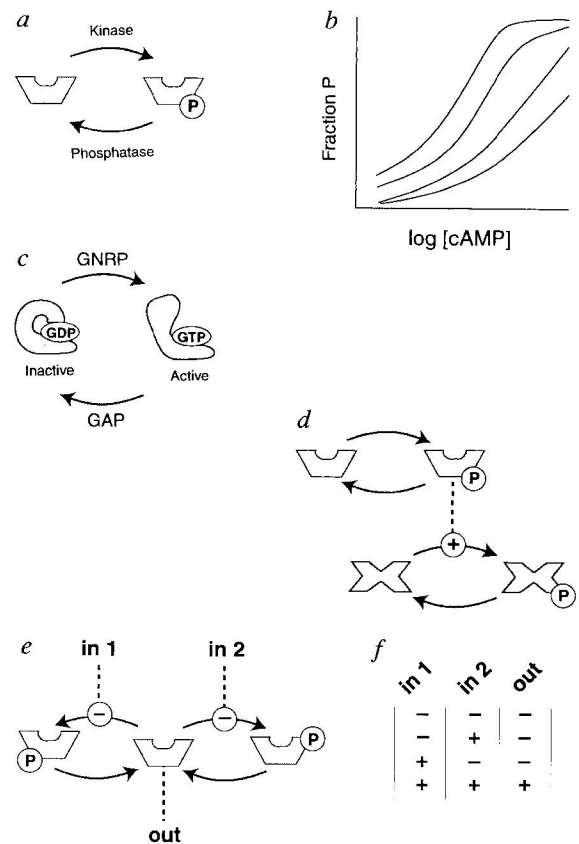 a
Kinase
P
Phosphatase
b
Fraction P
log [cAMP]
c
GNRP
GDP
GTP
Inactive
Active
GAP
d
P
+
P
e
in 1
in 2
− −
P
P
out
f
in 1 in 2 out
− − −
− + −
+ − −
+ + +